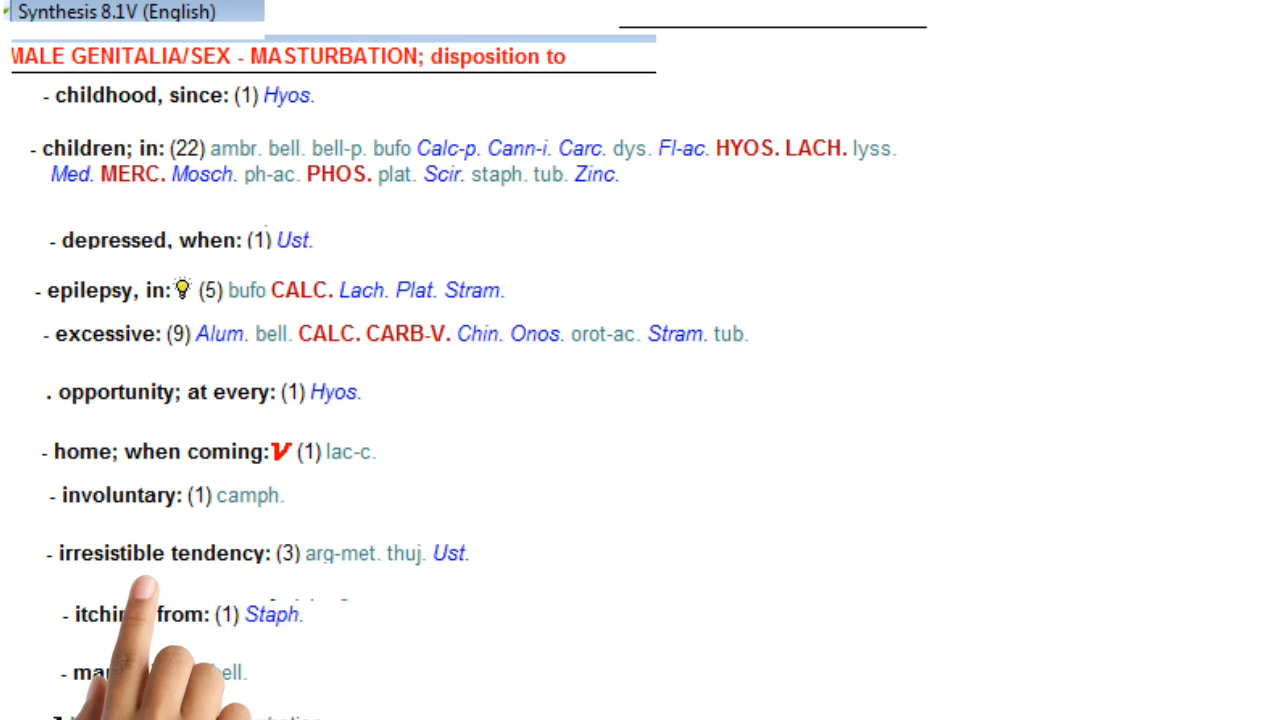 Synthesis 8.1V (English)
MALE GENITALIA/SEX - MASTURBATION; disposition to
- childhood, since: (1) Hyos.
- children; in: (22) ambr. bell. bell-p. bufo Calc-p. Cann-i. Carc. dys. Fl-ac. HYOS. LACH. lyss.
Med. MERC. Mosch. ph-ac. PHOS. plat. Scir. staph. tub. Zinc.
- depressed, when: (1) Ust.
- epilepsy, in: (5) bufo CALC. Lach. Plat. Stram.
- excessive: (9) Alum. bell. CALC. CARB-V. Chin. Onos. orot-ac. Stram. tub.
. opportunity; at every: (1) Hyos.
- home; when coming: V (1) lac-c.
- involuntary: (1) camph.
- irresistible tendency: (3) arg-met. thuj. Ust.
- from: (1) Staph.